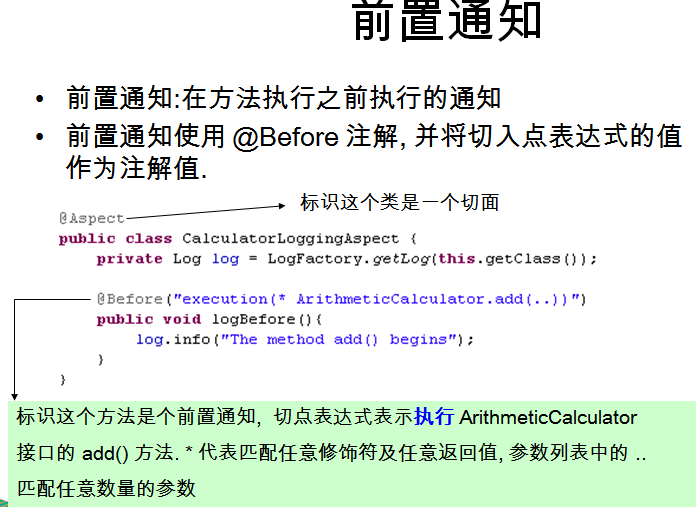 前置通知
• 前置通知:在方法执行之前执行的通知
• 前置通知使用 @Before 注解, 并将切入点表达式的值
作为注解值.
标识这个类是一个切面
@Aspect
public class CalculatorLoggingAspect {
private Log log = LogFactory.getLog(this.getClass());
@Before("execution(* ArithmeticCalculator.add(..))")
public void logBefore(){
log.info("The method add() begins");
}
}
标识这个方法是个前置通知, 切点表达式表示执行 ArithmeticCalculator
接口的 add() 方法. * 代表匹配任意修饰符及任意返回值, 参数列表中的 ..
匹配任意数量的参数